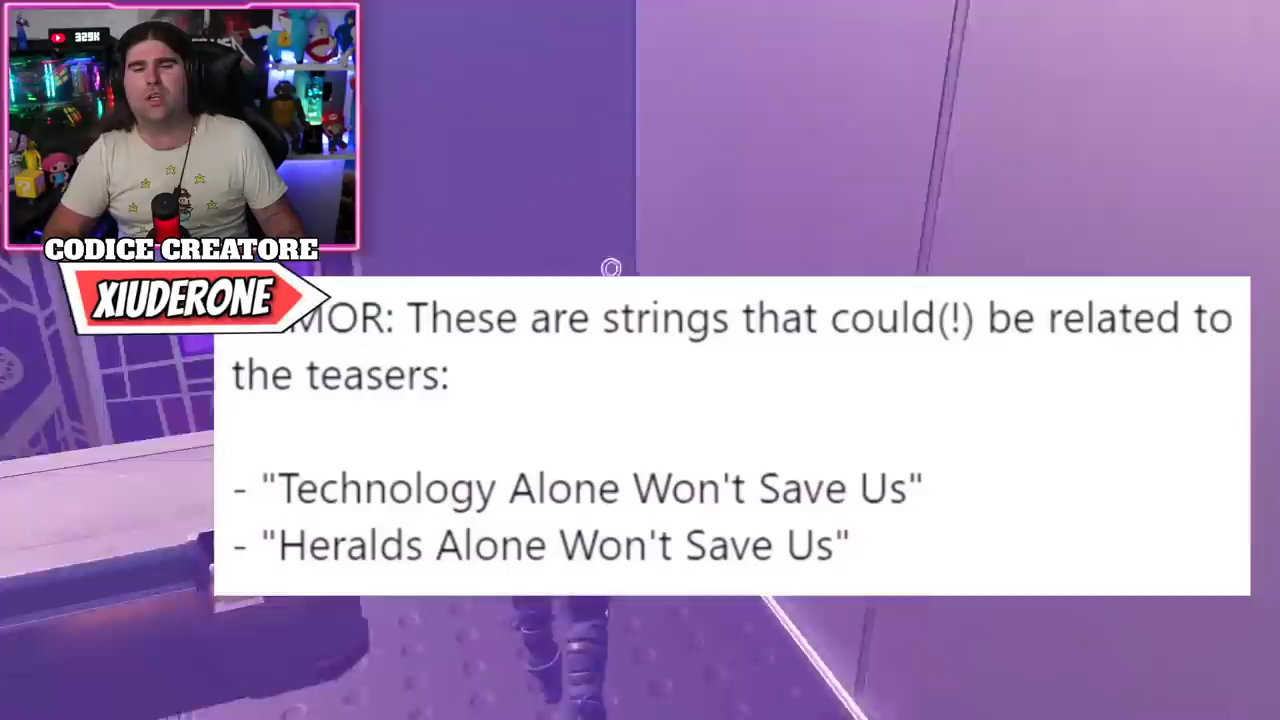 329K
CODICE CREATORE
XIUDERONE
MOR: These are strings that could(!) be related to
the teasers:
- "Technology Alone Won't Save Us"
- "Heralds Alone Won't Save Us"